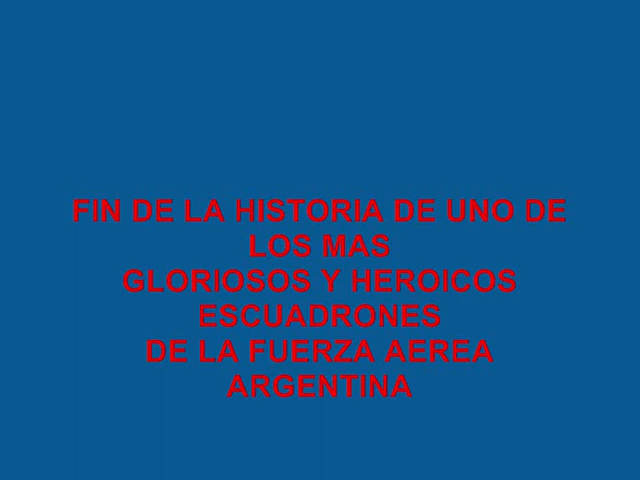 FIN DE LA HISTORIA DE UNO DE
LOS MAS
GLORIOSOS Y HEROICOS
ESCUADRONES
DE LA FUERZA AEREA
ARGENTINA